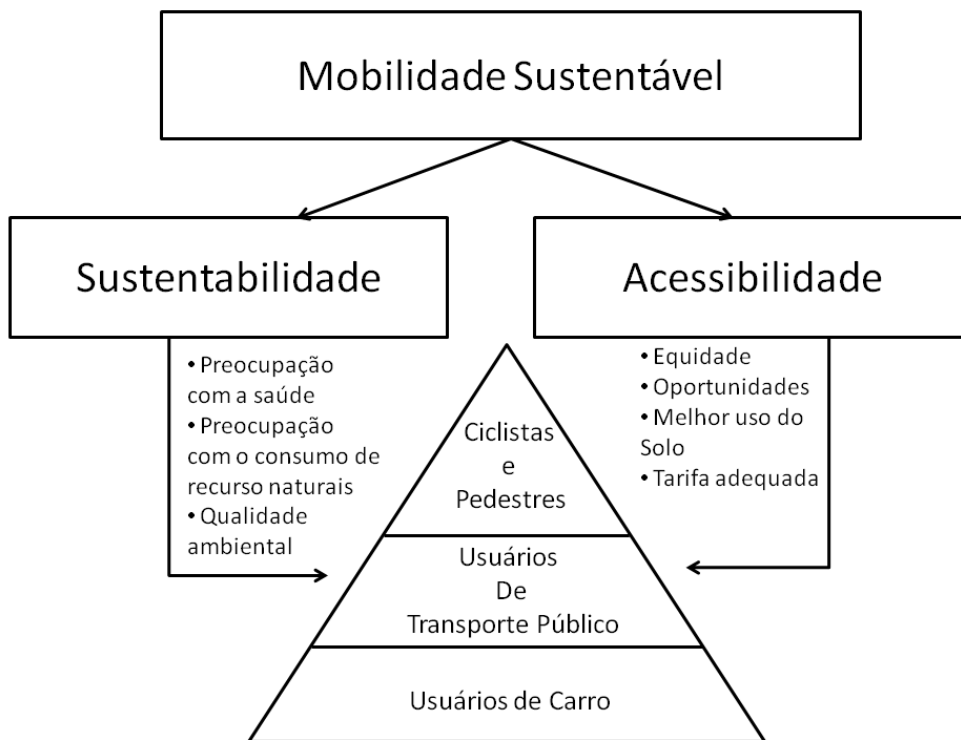 Mobilidade Sustentável
Sustentabilidade
Acessibilidade
• Preocupação
com a saúde
• Preocupação
com o consumo de
recurso naturais
• Qualidade
ambiental
• Equidade
• Oportunidades
• Melhor uso do
Solo
• Tarifa adequada
Ciclistas
e
Pedestres
Usuários
De
Transporte Público
Usuários de Carro